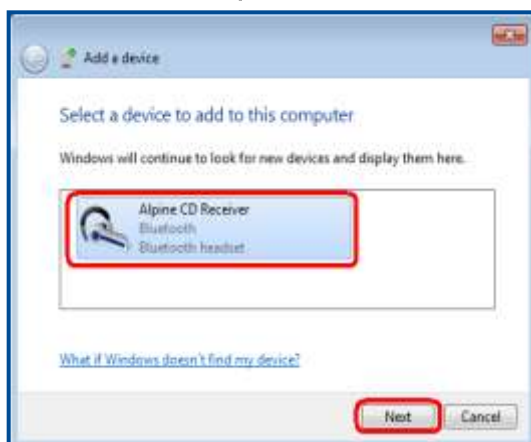 Add a device
Select a device to add to this computer
Windows will continue to look for new devices and display them here.
Alpine CD Receiver
Bluetooth
Bluetooth headset
What if Windows doesn't find my device?
Next Cancel